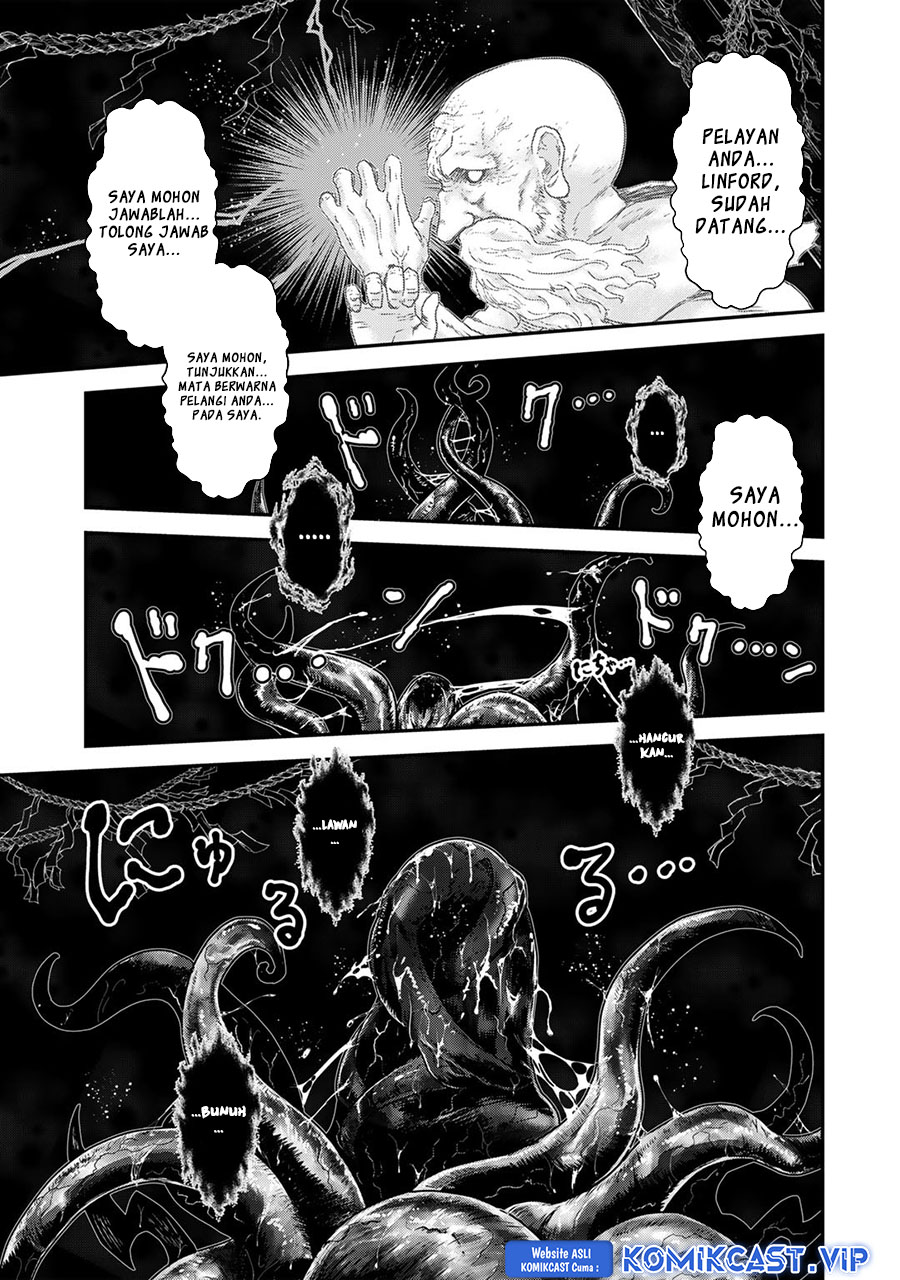 PELAYAN
ANDA...
LINFORD,
SUDAH
DATANG...
SAYA MOHON
JAWABLAH...
TOLONG JAWAB
SAYA...
SAYA MOHON,
TUNJUKKAN...
MATA BERWARNA
PELANGI ANDA...
PADA SAYA.
SAYA
MOHON...
...
ドク...
.....
ドク...ン
ドク...ン
にちゃ...
...HANCUR
KAN...
...LAWAN
...
にゅるる...
...BUNUH
...
Website ASLI
KOMIKCAST Cuma :
KOMIKCAST.VIP